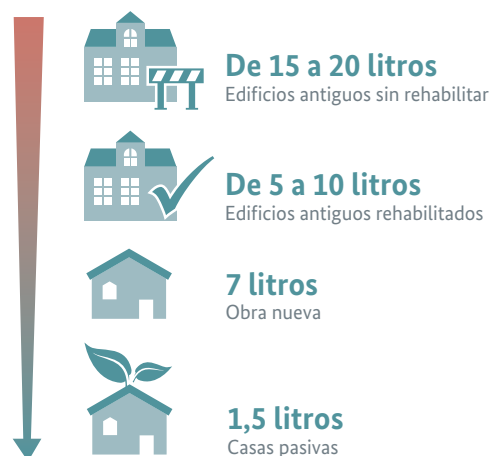 De 15 a 20 litros
Edificios antiguos sin rehabilitar
De 5 a 10 litros
Edificios antiguos rehabilitados
7 litros
Obra nueva
1,5 litros
Casas pasivas